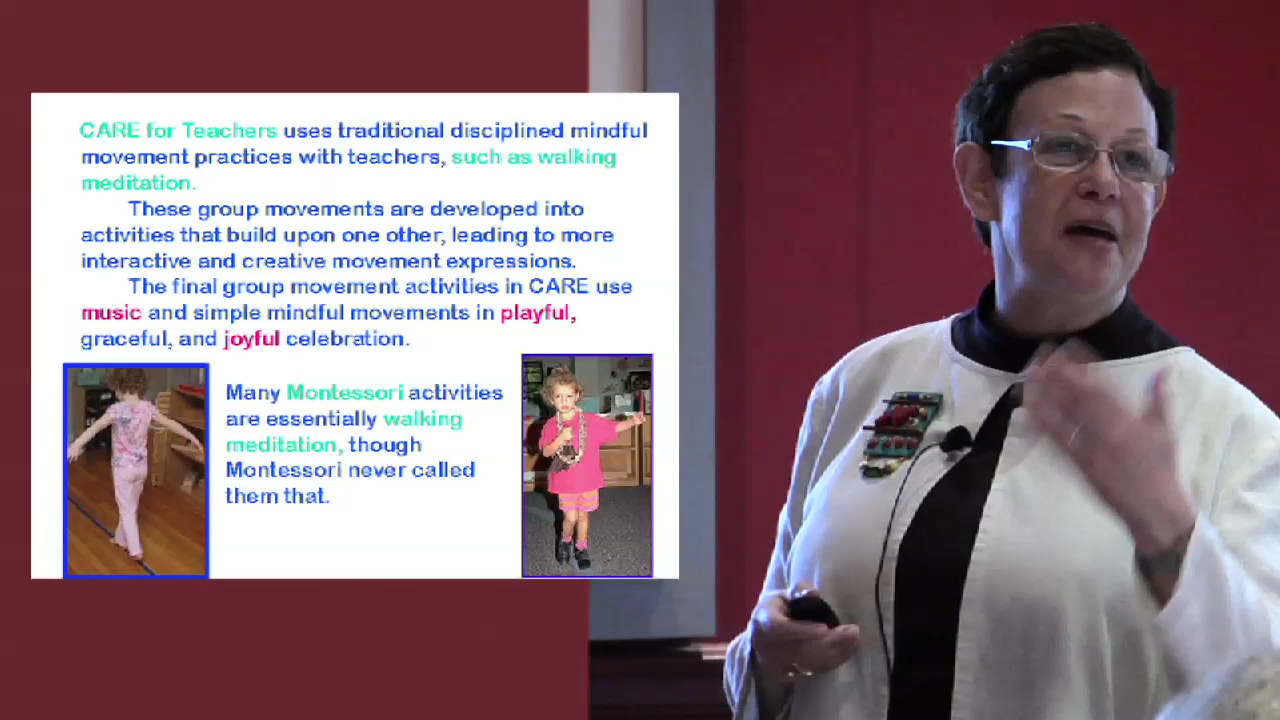 CARE for Teachers uses traditional disciplined mindful
movement practices with teachers, such as walking
meditation.
These group movements are developed into
activities that build upon one other, leading to more
interactive and creative movement expressions.
The final group movement activities in CARE use
music and simple mindful movements in playful,
graceful, and joyful celebration.
Many Montessori activities
are essentially walking
meditation, though
Montessori never called
them that.